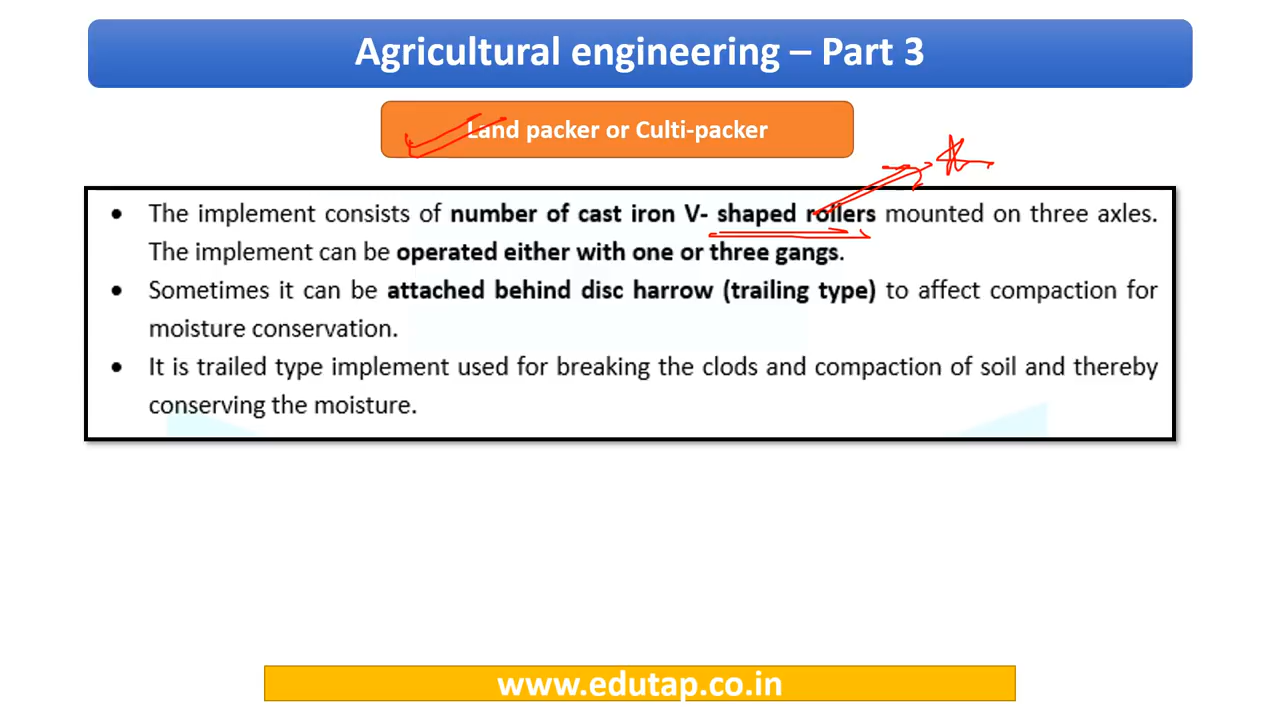 Agricultural engineering – Part 3
Land packer or Culti-packer
• The implement consists of number of cast iron V- shaped rollers mounted on three axles.
The implement can be operated either with one or three gangs.
• Sometimes it can be attached behind disc harrow (trailing type) to affect compaction for
moisture conservation.
• It is trailed type implement used for breaking the clods and compaction of soil and thereby
conserving the moisture.
www.edutap.co.in